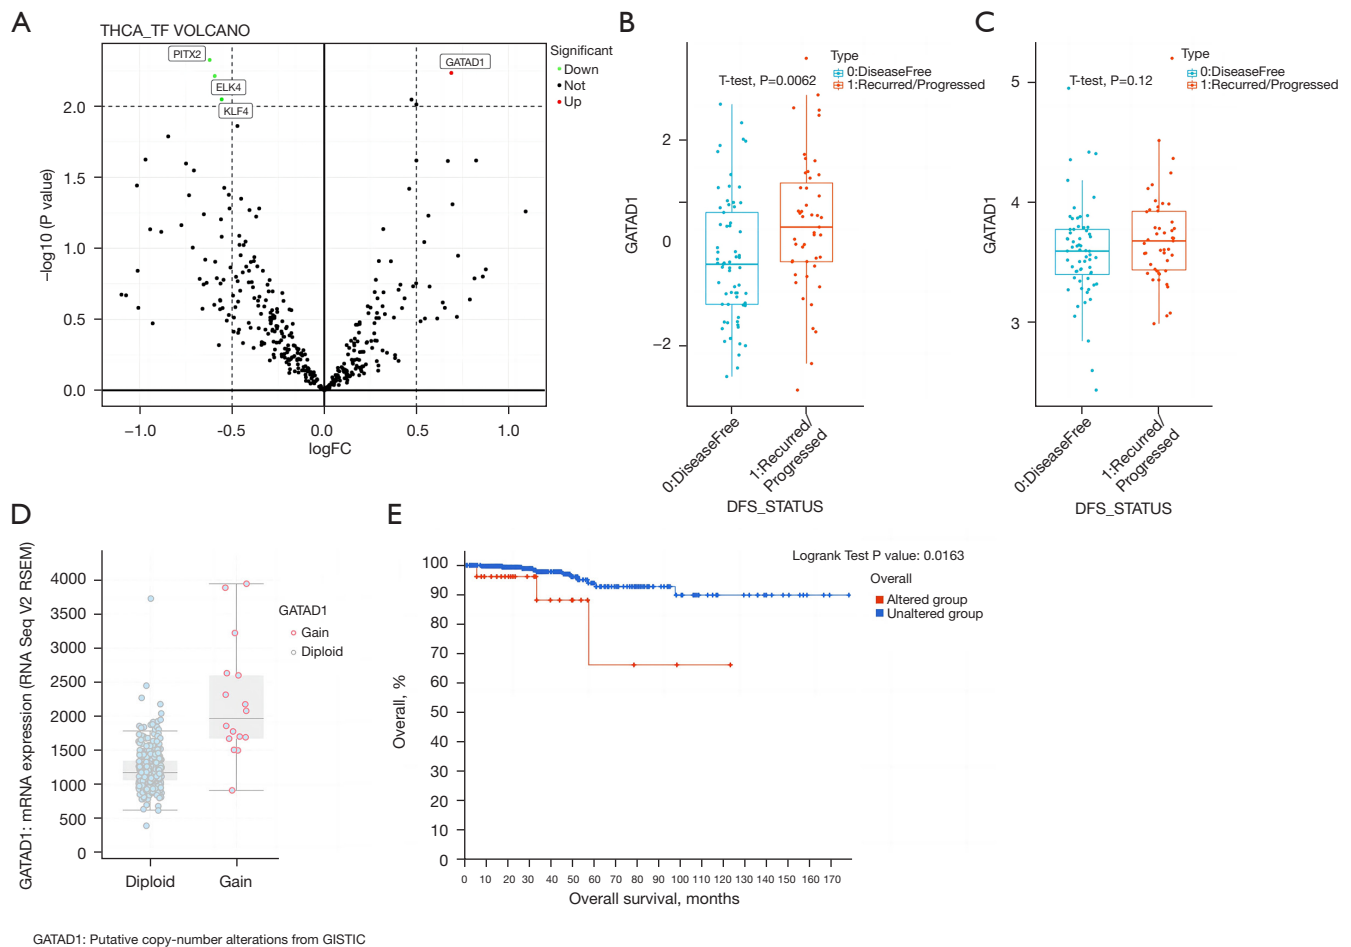 A
THCA_TF VOLCANO
PITX2
ELK4
KLF4
GATAD1
Significant
Down
Not
Up
−log10 (P value)
2.0
1.5
1.0
0.5
0.0
−1.0
-0.5
0.0
0.5
1.0
logFC
B
Type
0:DiseaseFree
1:Recurred/Progressed
T-test, P=0.0062
GATAD1
2
0
−2
0:DiseaseFree
1:Recurred/
Progressed
DFS_STATUS
C
Type
0:DiseaseFree
1:Recurred/Progressed
T-test, P=0.12
GATAD1
5
4
3
0:DiseaseFree
1:Recurred/
Progressed
DFS_STATUS
D
GATAD1: mRNA expression (RNA Seq V2 RSEM)
4000
3500
3000
2500
2000
1500
1000
500
0
Diploid
Gain
GATAD1
Gain
Diploid
GATAD1: Putative copy-number alterations from GISTIC
E
Logrank Test P value: 0.0163
Overall
Altered group
Unaltered group
Overall, %
100
90
80
70
60
50
40
30
20
10
0
0 10 20 30 40 50 60 70 80 90 100 110 120 130 140 150 160 170
Overall survival, months